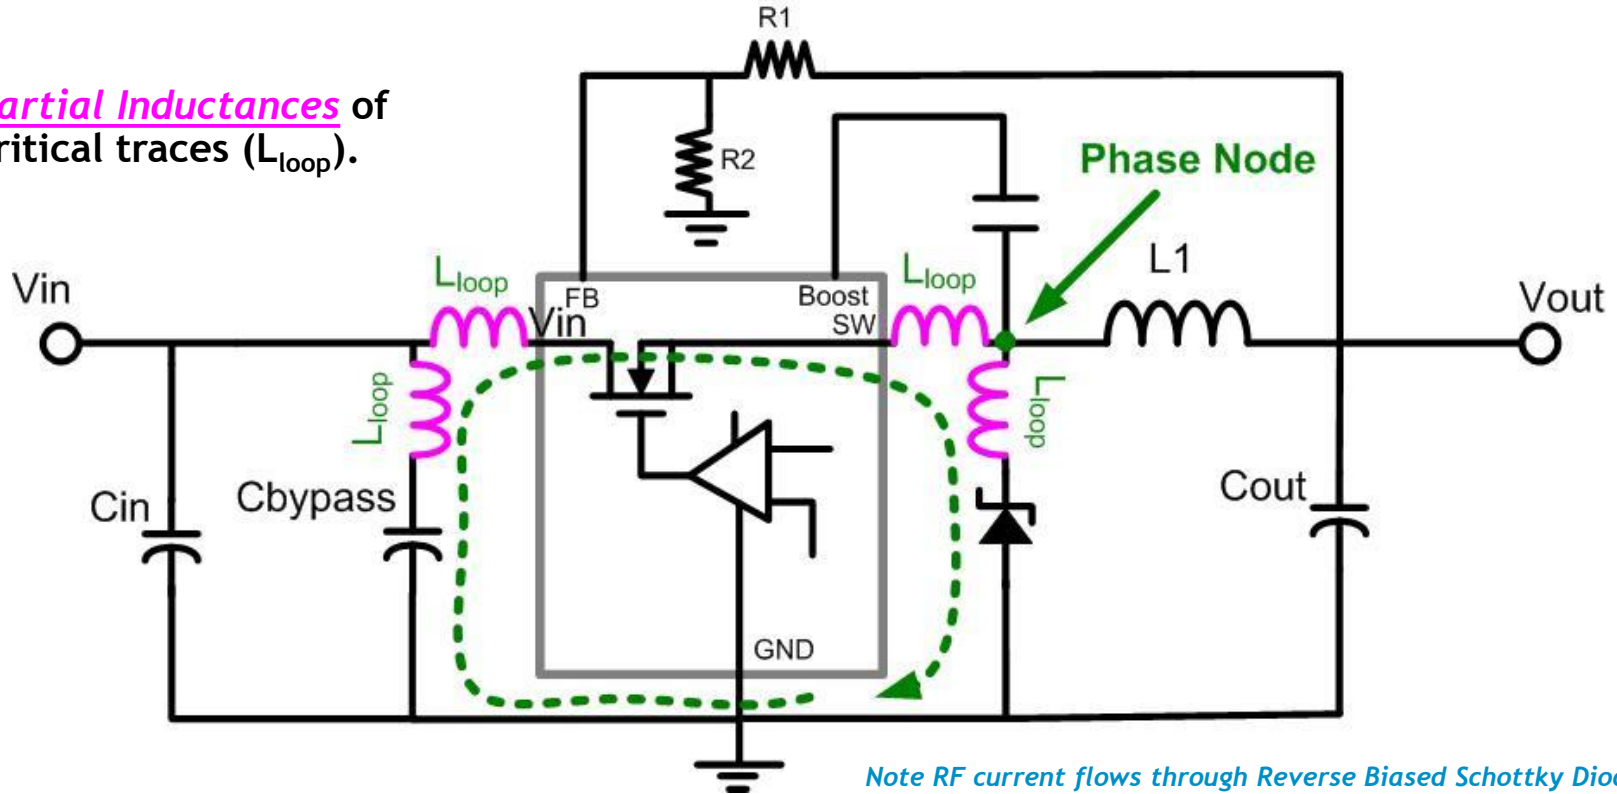 R1
artial Inductances of
ritical traces (Lloop).
R2
Phase Node
Lloop
Lloop
L1
Vin
FB
Boost
Vout
Vin
SW
Lloop
Lloop
Cin
Cbypass
Cout
GND
Note RF current flows through Reverse Biased Schottky Dio